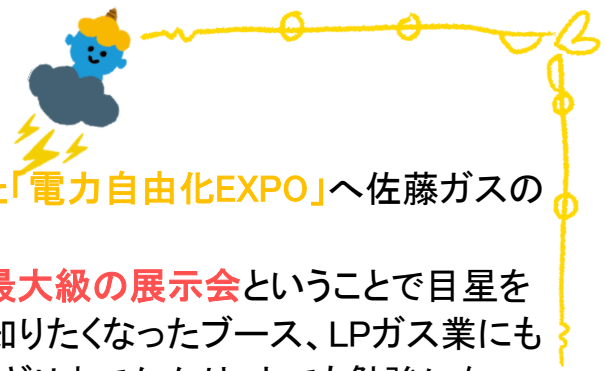 「電力自由化EXPO」へ佐藤ガスの
最大級の展示会ということで目星を
知りたくなったブース、LPガス業にも